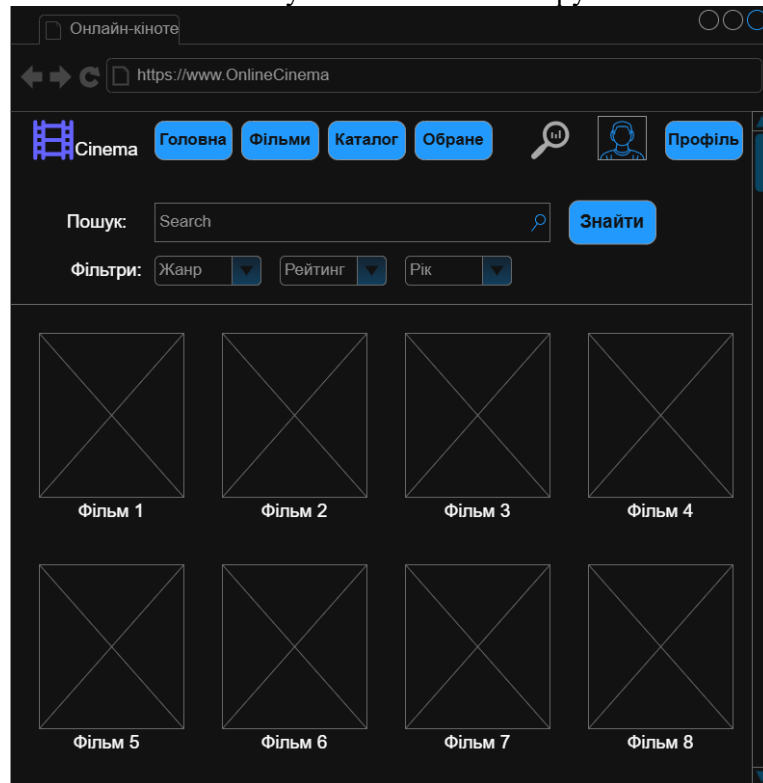 Онлайн-кіноте
https://www.OnlineCinema
Cinema Головна Фільми Каталог Обране Профіль
Пошук: Search Знайти
Фільтри: Жанр Рейтинг Рік
Фільм 1 Фільм 2 Фільм 3 Фільм 4
Фільм 5 Фільм 6 Фільм 7 Фільм 8